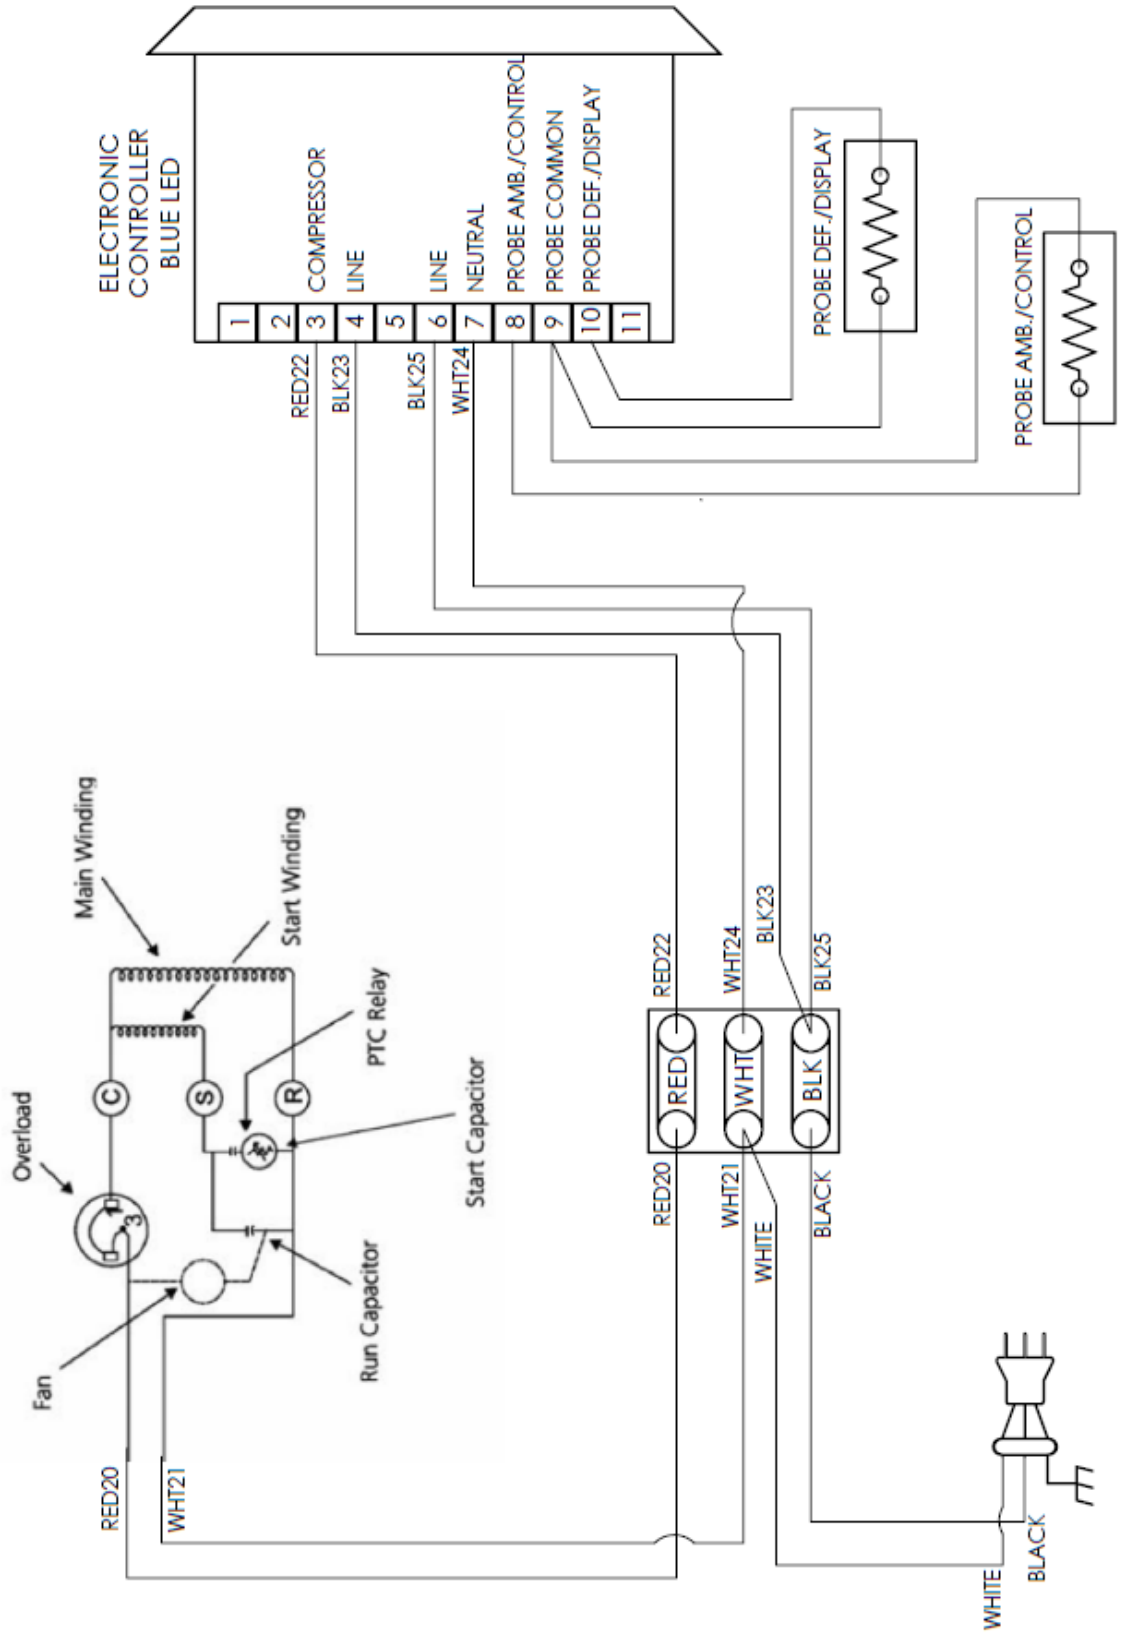 ELECTRONIC
CONTROLLER
BLUE LED
1
2
3
4
5
6
7
8
9
10
11
COMPRESSOR
LINE
LINE
NEUTRAL
PROBE AMB./CONTROL
PROBE COMMON
PROBE DEF./DISPLAY
RED22
BLK23
BLK25
WHT24
PROBE DEF./DISPLAY
PROBE AMB./CONTROL
Main Winding
Start Winding
PTC Relay
Start Capacitor
Run Capacitor
Overload
Fan
C
S
R
3
RED22
WHT24
BLK23
BLK25
RED
WHT
BLK
RED20
WHT21
WHITE
BLACK
RED20
WHT21
WHITE
BLACK